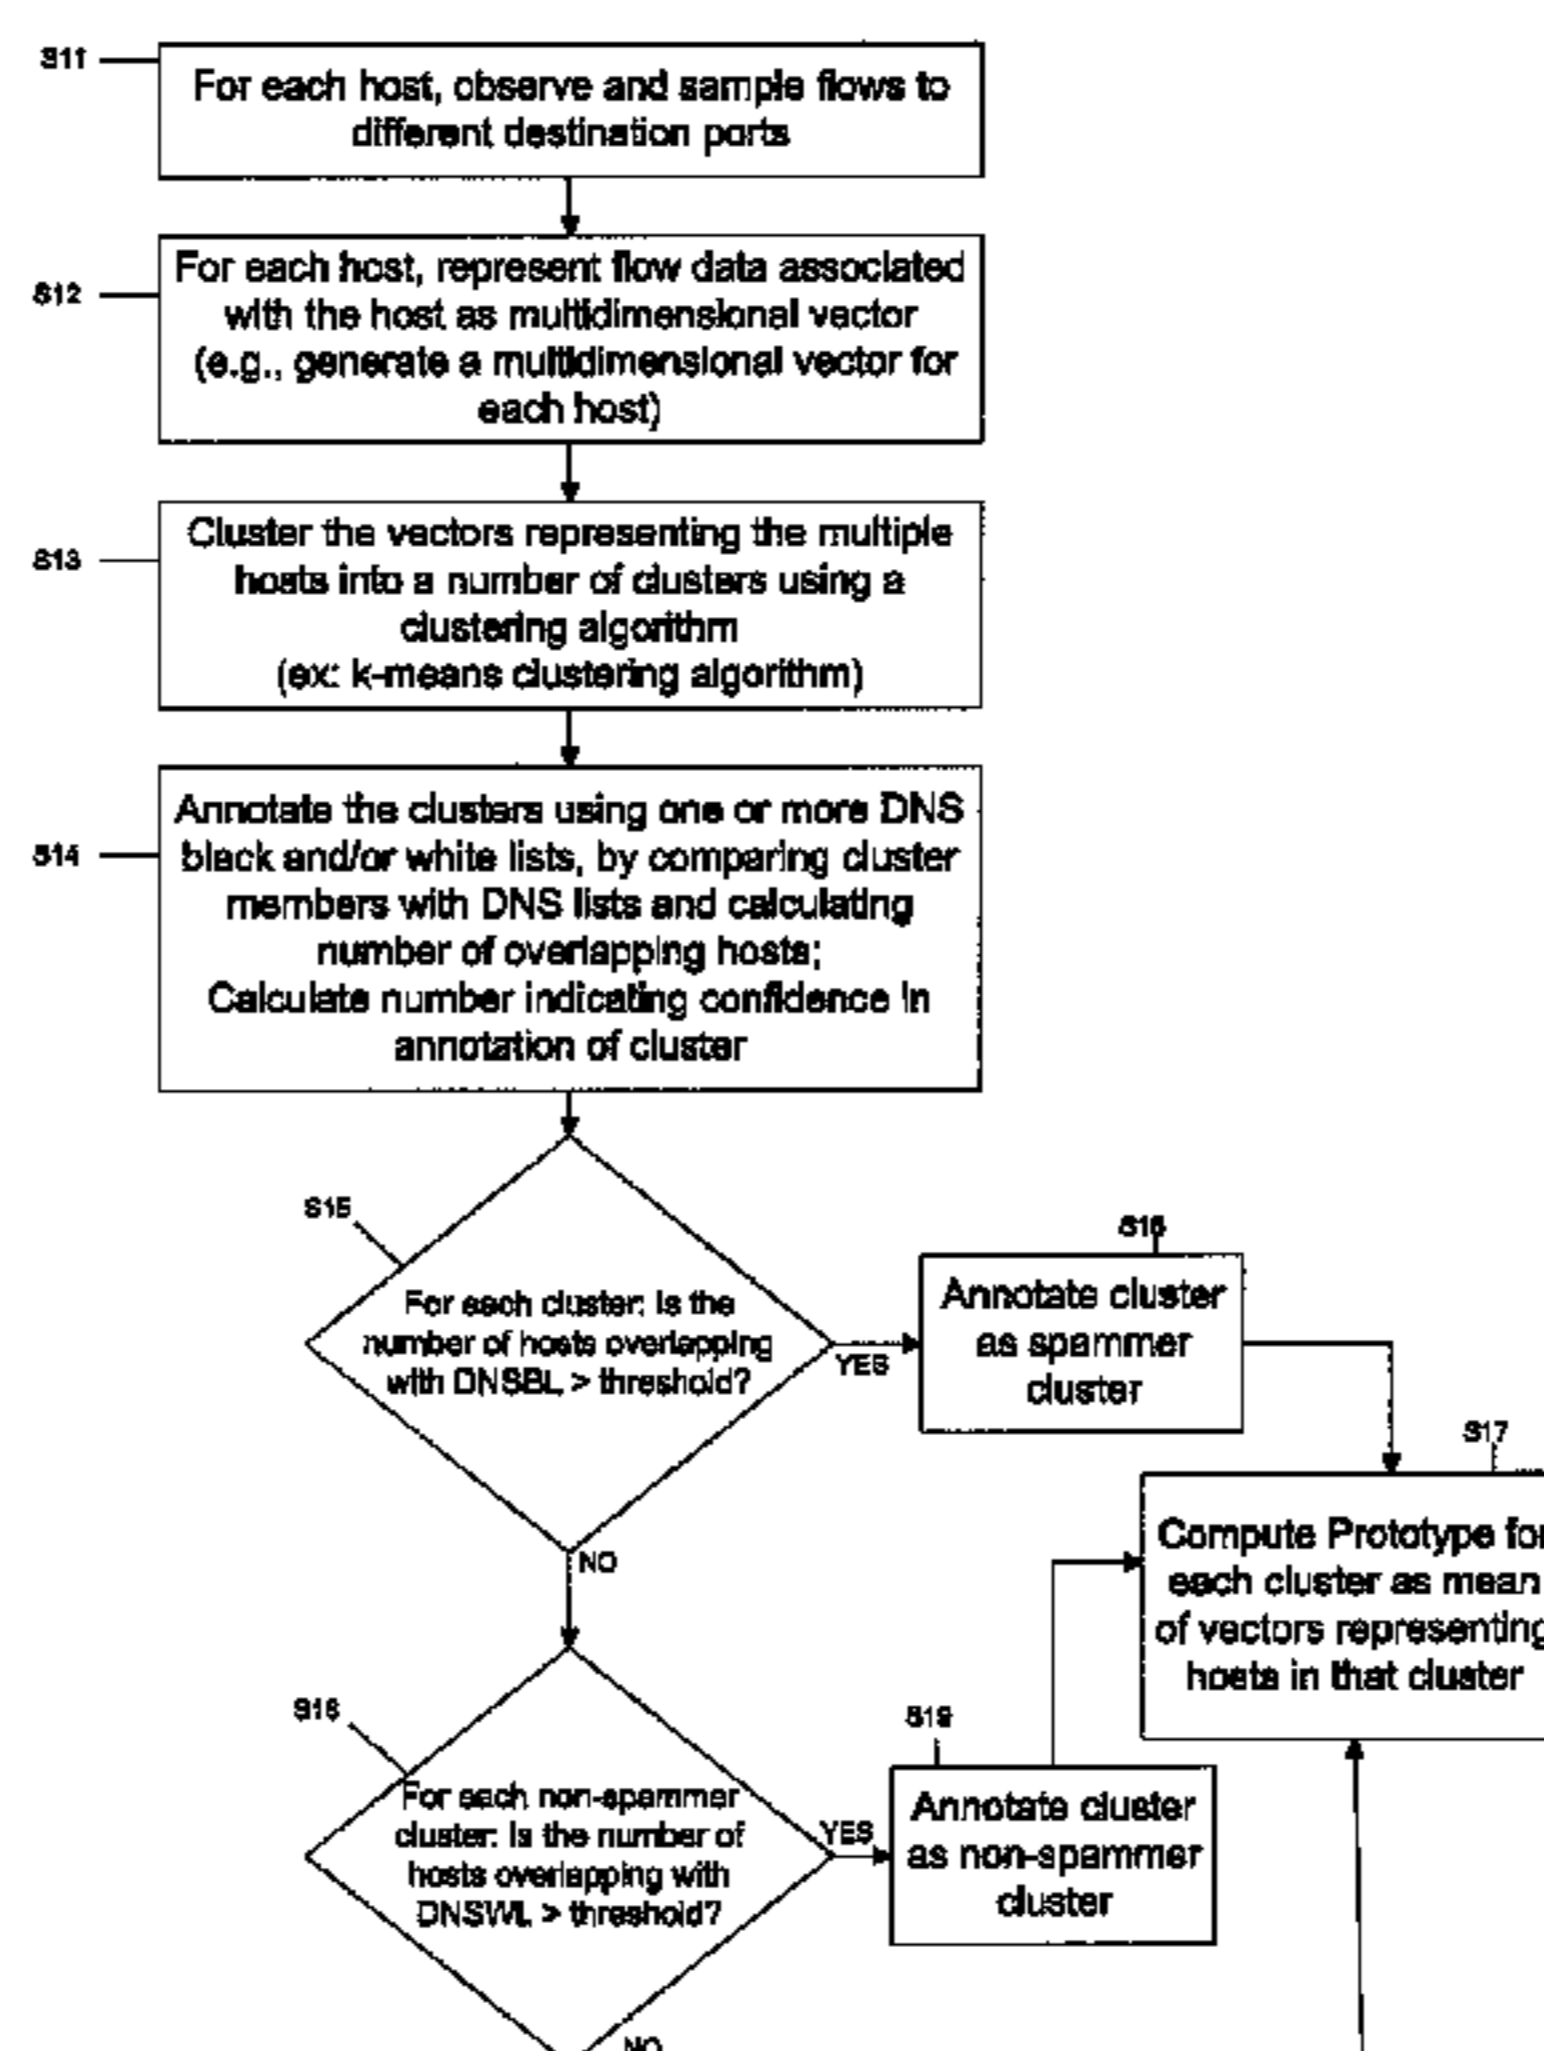 S11
For each host, observe and sample flows to
different destination ports
S12
For each host, represent flow data associated
with the host as multidimensional vector
(e.g., generate a multidimensional vector for
each host)
S13
Cluster the vectors representing the multiple
hosts into a number of clusters using a
clustering algorithm
(ex: k-means clustering algorithm)
S14
Annotate the clusters using one or more DNS
black and/or white lists, by comparing cluster
members with DNS lists and calculating
number of overlapping hosts;
Calculate number indicating confidence in
annotation of cluster
S15
For each cluster: Is the
number of hosts overlapping
with DNSBL > threshold?
YES
S16
Annotate cluster
as spammer
cluster
S17
Compute Prototype for
each cluster as mean
of vectors representing
hosts in that cluster
NO
For each non-spammer
cluster: Is the number of
hosts overlapping with
DNSWL > threshold?
YES
S19
Annotate cluster
as non-spammer
cluster
NO